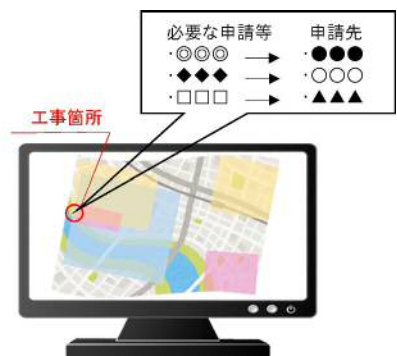 必要な申請等 申請先
・◎◎◎ → ・●●●
・◆◆◆ → ・○○○
・□□□ → ・▲▲▲
工事箇所